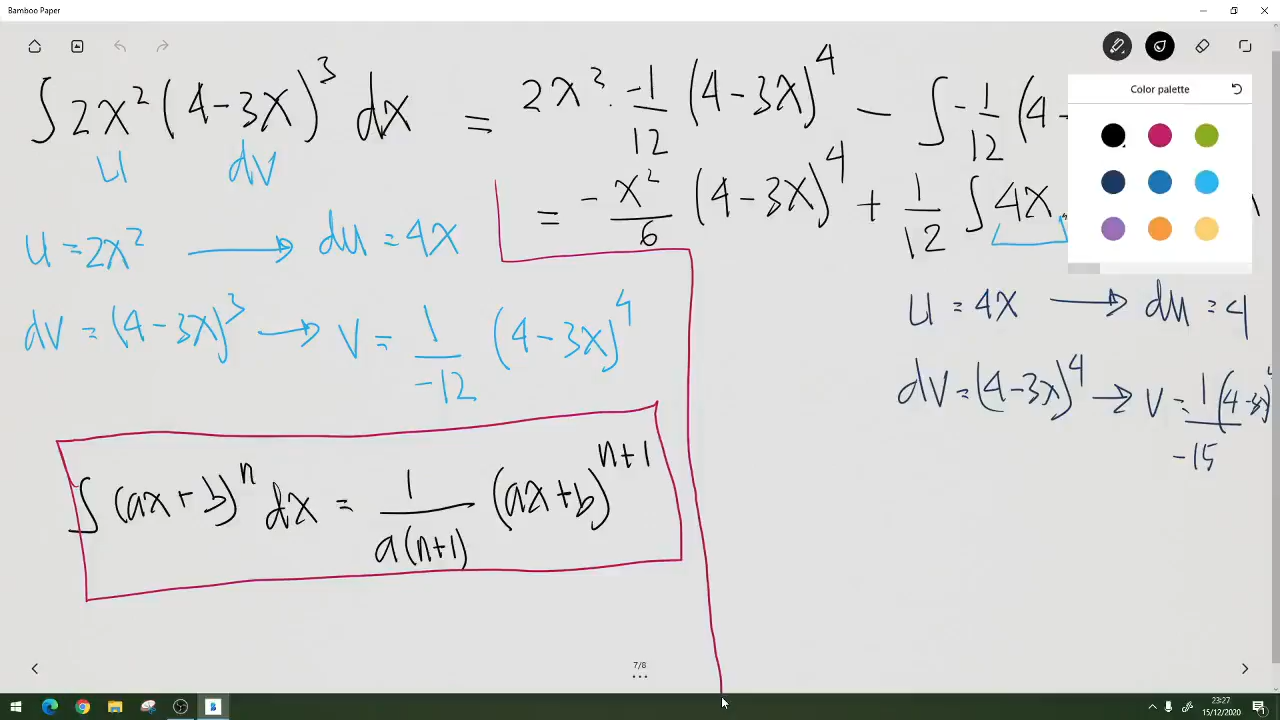 Bamboo Paper
Color palette
∫ 2x² (4-3x)³ dx = 2x² · -1/12 (4-3x)⁴ - ∫ -1/12 (4-
u dv
= - x²/6 (4-3x)⁴ + 1/12 ∫ 4x
u = 2x² → du = 4x
dv = (4-3x)³ → v = 1/-12 (4-3x)⁴
u = 4x → du = 4
dv = (4-3x)⁴ → v = 1/-15 (4-3x)
∫ (ax+b)ⁿ dx = 1/a(n+1) (ax+b)ⁿ⁺¹
7/8
23:27
15/12/2020